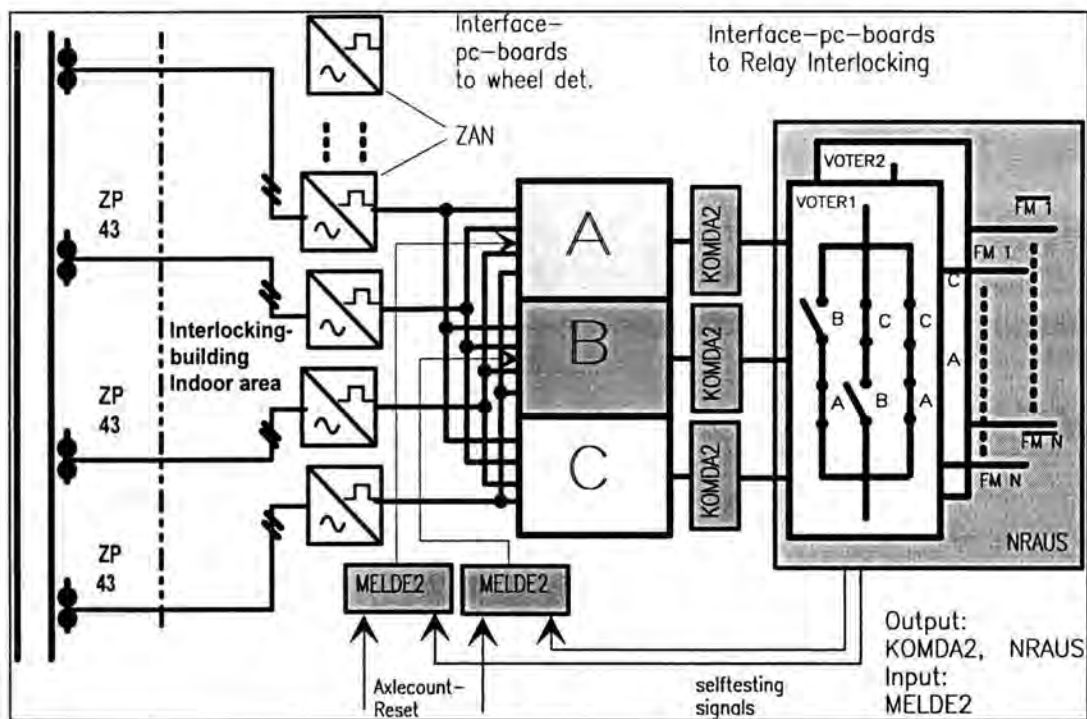 Interface-
pc-boards
to wheel det.
Interface-pc-boards
to Relay Interlocking
ZAN
ZP
43
ZP
43
ZP
43
Interlocking-
building
Indoor area
A
B
C
KOMDA2
KOMDA2
KOMDA2
VOTER2
VOTER1
B
C
C
A
B
A
C
A
FM 1
FM 1
FM N
FM N
NRAUS
MELDE2
MELDE2
Axlecount-
Reset
selftesting
signals
Output:
KOMDA2, NRAUS
Input:
MELDE2